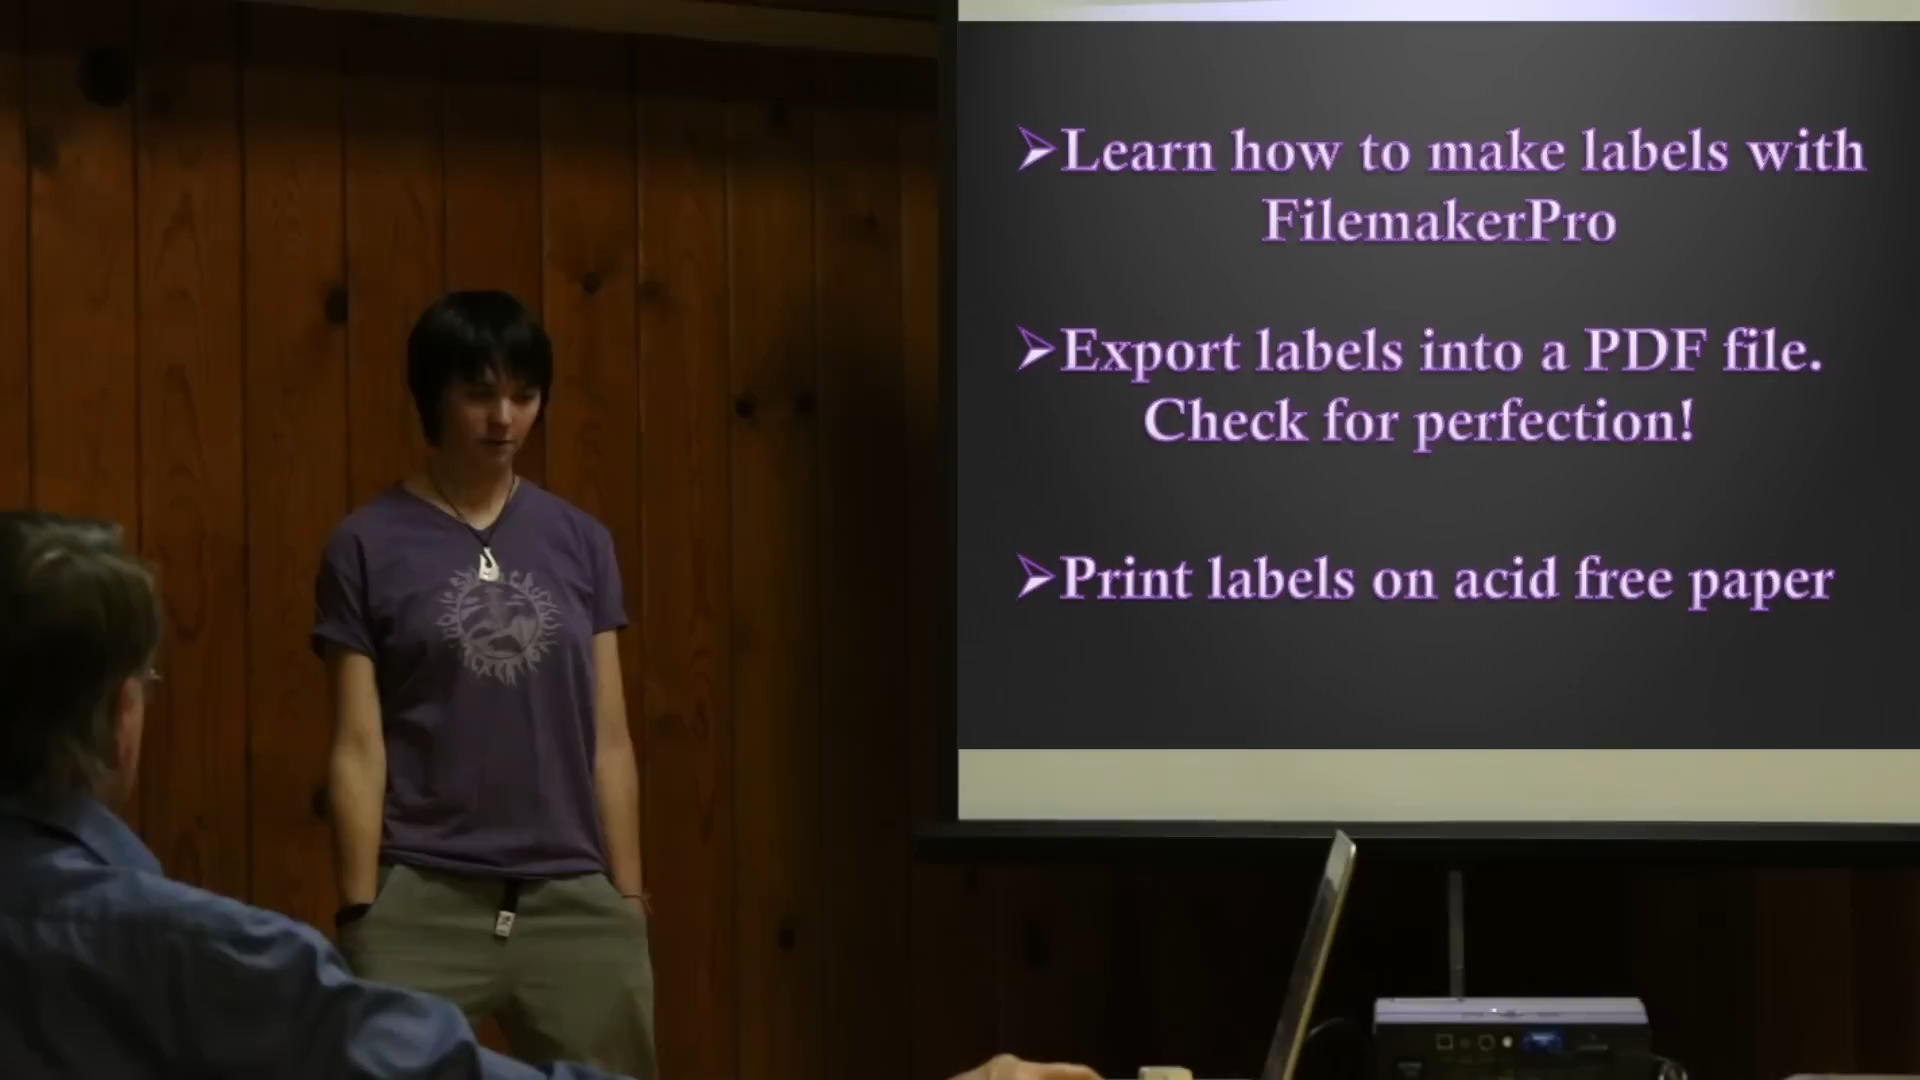 ➢Learn how to make labels with
FilemakerPro
➢Export labels into a PDF file.
Check for perfection!
➢Print labels on acid free paper